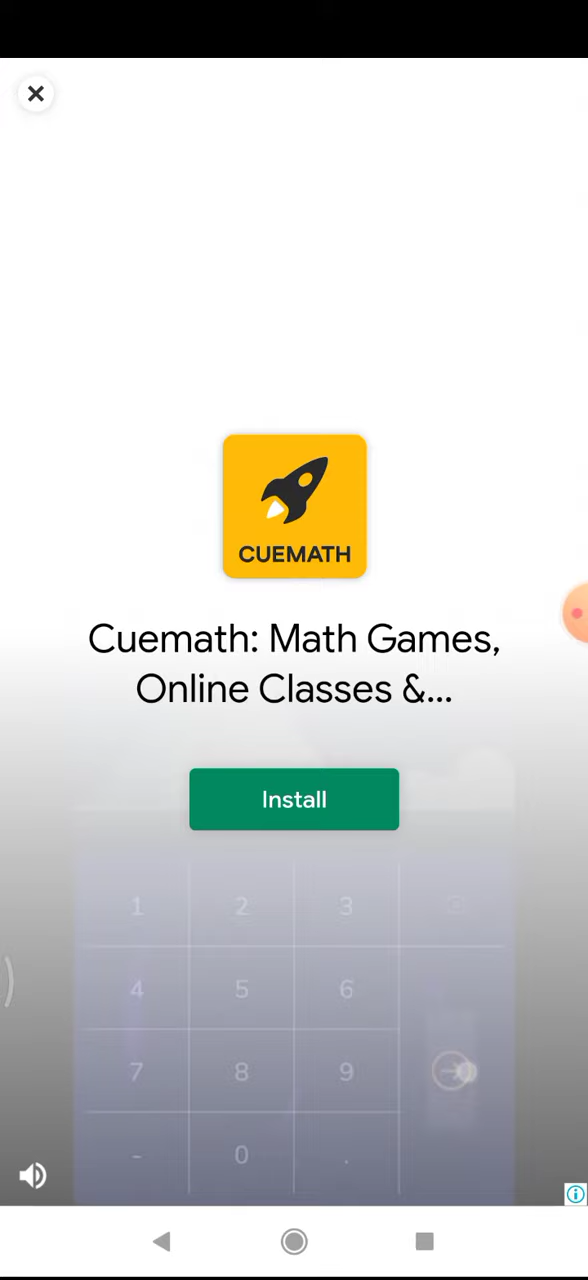 CUEMATH
Cuemath: Math Games,
Online Classes &...
Install
1 2 3
4 5 6
7 8 9
- 0 .